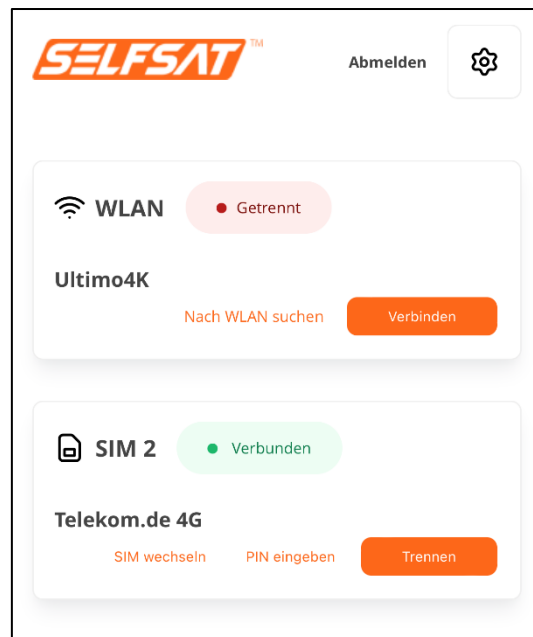 SELFSAT™
Abmelden
WLAN
Getrennt
Ultimo4K
Nach WLAN suchen
Verbinden
SIM 2
Verbunden
Telekom.de 4G
SIM wechseln
PIN eingeben
Trennen